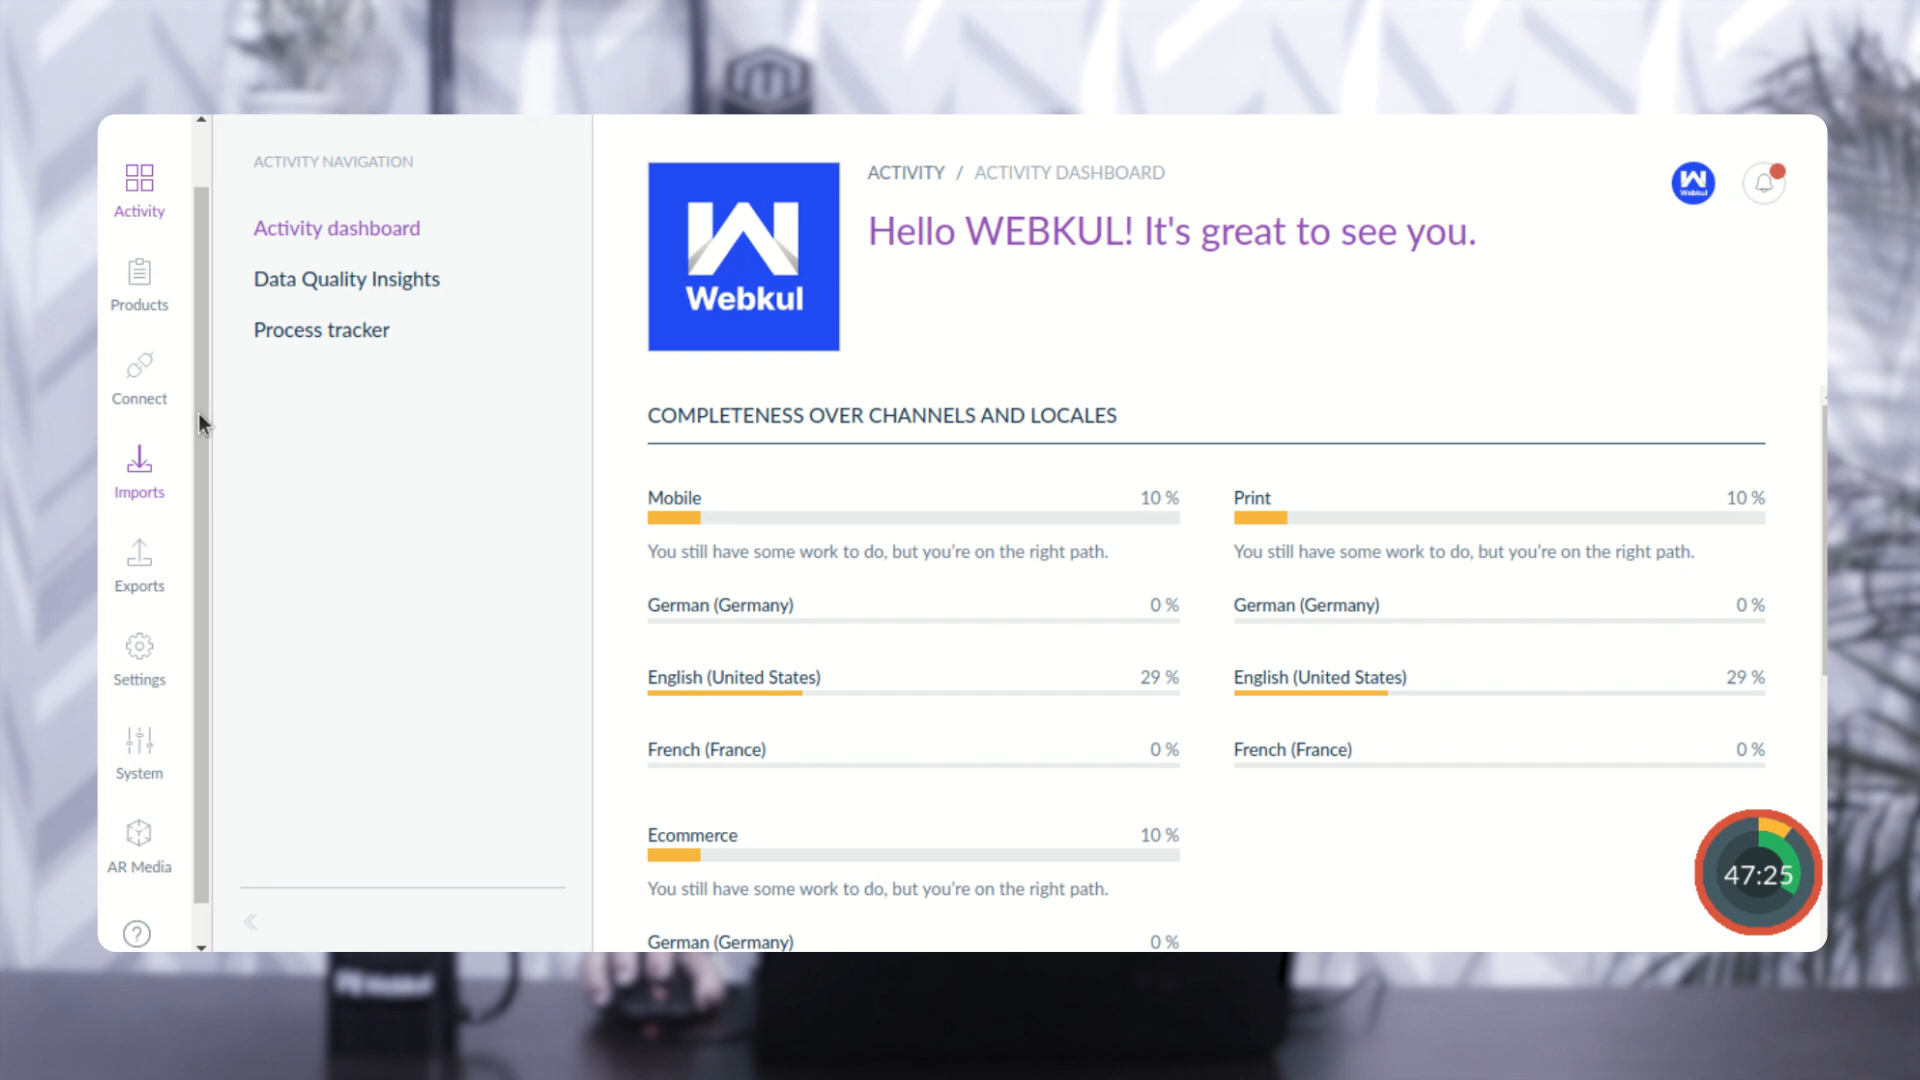 Activity
Products
Connect
Imports
Exports
Settings
System
AR Media
?
ACTIVITY NAVIGATION
Activity dashboard
Data Quality Insights
Process tracker
Webkul
ACTIVITY / ACTIVITY DASHBOARD
Hello WEBKUL! It's great to see you.
Webkul
COMPLETENESS OVER CHANNELS AND LOCALES
Mobile 10 %
You still have some work to do, but you're on the right path.
German (Germany) 0 %
English (United States) 29 %
French (France) 0 %
Print 10 %
You still have some work to do, but you're on the right path.
German (Germany) 0 %
English (United States) 29 %
French (France) 0 %
Ecommerce 10 %
You still have some work to do, but you're on the right path.
German (Germany) 0 %
47:25